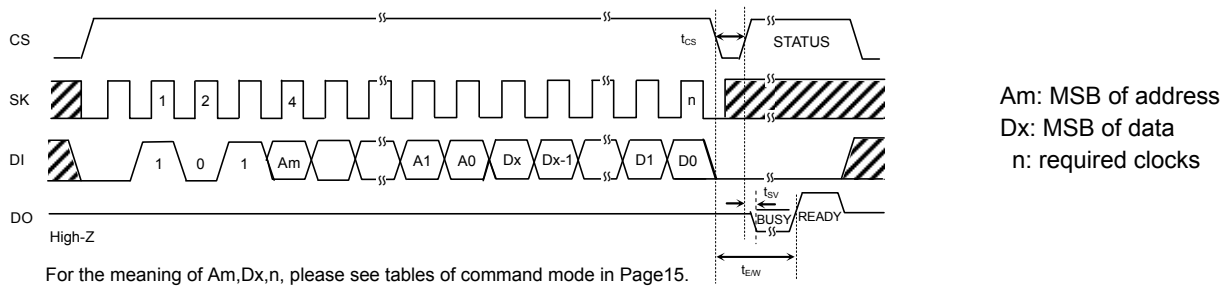 CS
tCS
STATUS
SK
1
2
4
n
DI
1
0
1
Am
A1
A0
Dx
Dx-1
D1
D0
tSV
DO
BUSY
READY
High-Z
tE/W
For the meaning of Am,Dx,n, please see tables of command mode in Page15.
Am: MSB of address
Dx: MSB of data
n: required clocks